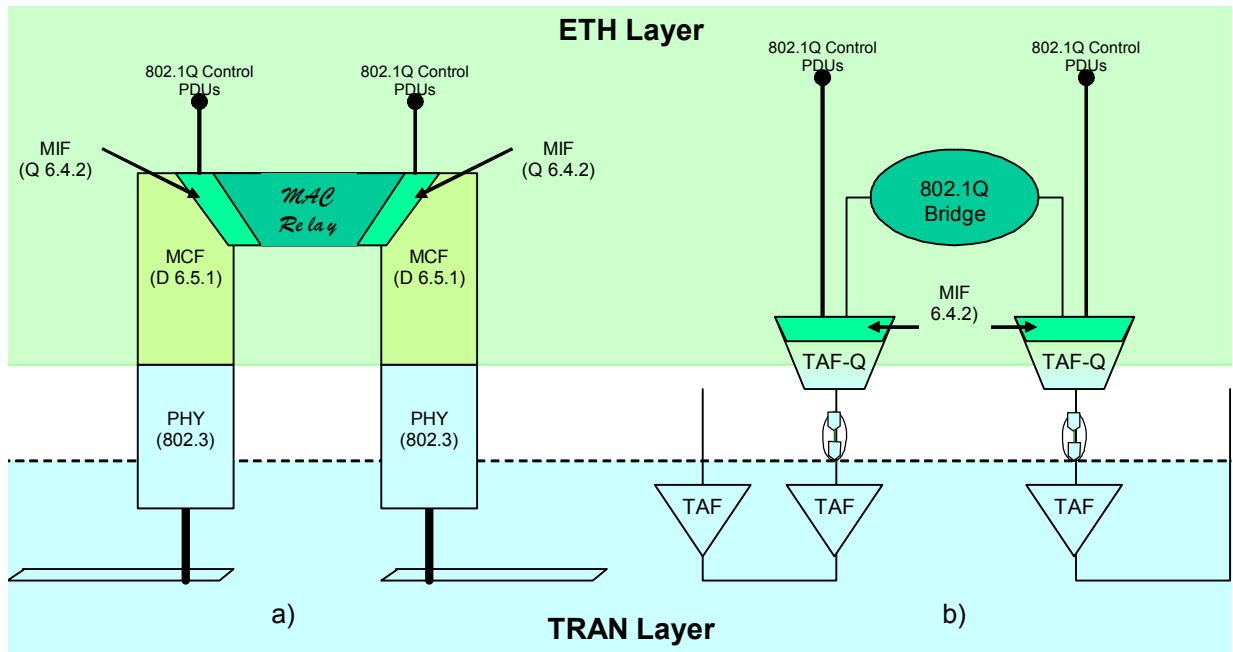 ETH Layer
802.1Q Control
PDUs
802.1Q Control
PDUs
802.1Q Control
PDUs
802.1Q Control
PDUs
MIF
(Q 6.4.2)
MIF
(Q 6.4.2)
MAC
Relay
802.1Q
Bridge
MCF
(D 6.5.1)
MCF
(D 6.5.1)
MIF
6.4.2)
TAF-Q
TAF-Q
PHY
(802.3)
PHY
(802.3)
TAF
TAF
TAF
a)
b)
TRAN Layer